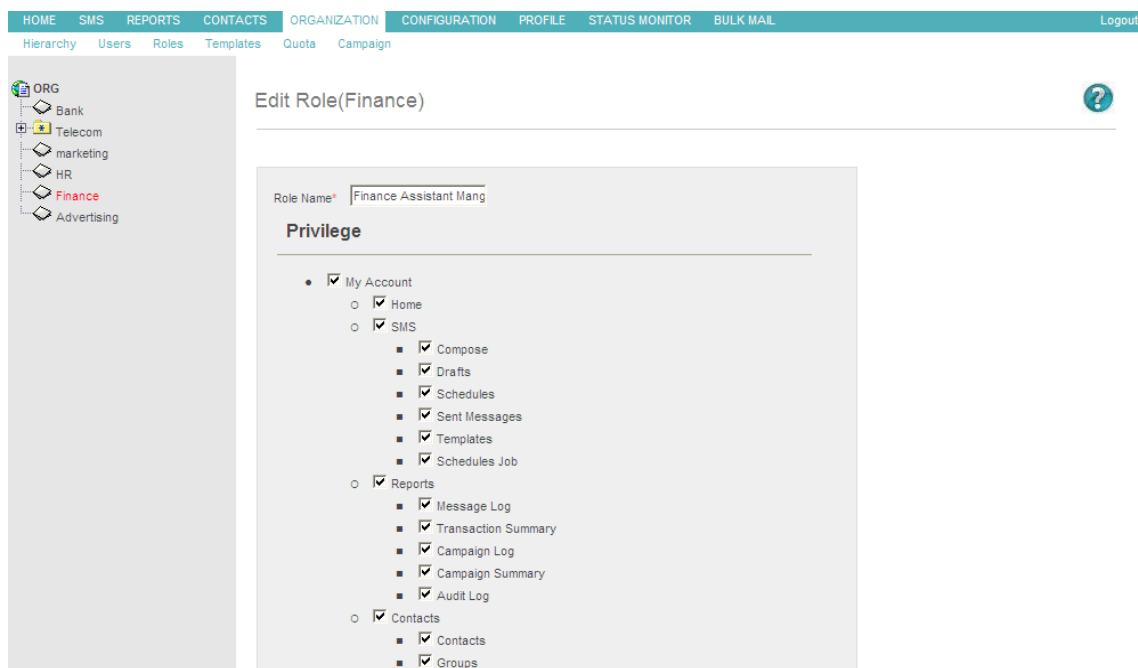 HOME SMS REPORTS CONTACTS ORGANIZATION CONFIGURATION PROFILE STATUS MONITOR BULK MAIL Logout
Hierarchy Users Roles Templates Quota Campaign
ORG
Bank
Telecom
marketing
HR
Finance
Advertising
Edit Role(Finance)
?
Role Name* Finance Assistant Mang
Privilege
My Account
Home
SMS
Compose
Drafts
Schedules
Sent Messages
Templates
Schedules Job
Reports
Message Log
Transaction Summary
Campaign Log
Campaign Summary
Audit Log
Contacts
Contacts
Groups